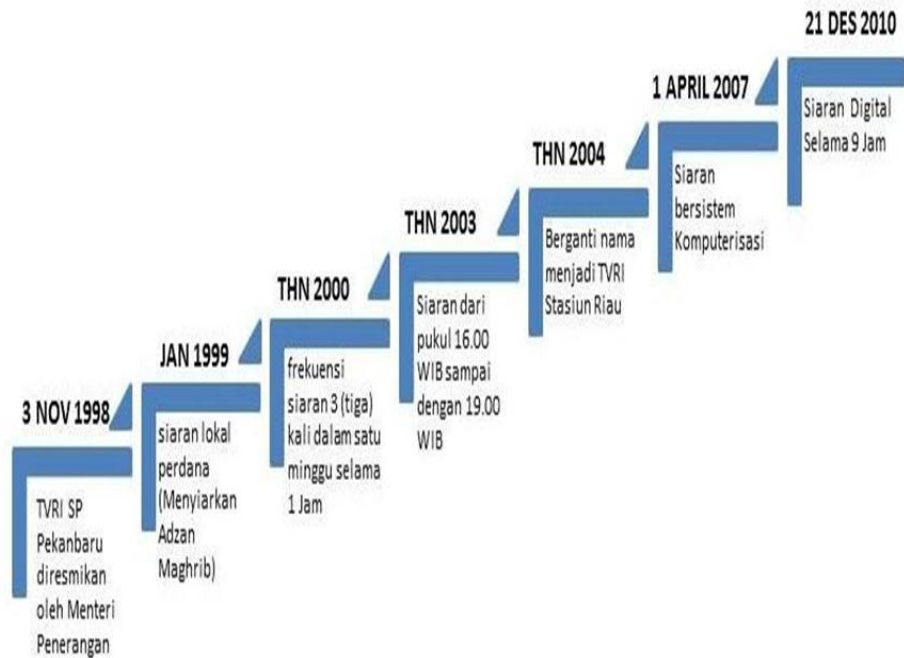 3 NOV 1998
TVRI SP
Pekanbaru
diresmikan
oleh Menteri
Penerangan
JAN 1999
siaran lokal
perdana
(Menyiarkan
Adzan
Maghrib)
THN 2000
frekuensi
siaran 3 (tiga)
kali dalam satu
minggu selama
1 Jam
THN 2003
Siaran dari
pukul 16.00
WIB sampai
dengan 19.00
WIB
THN 2004
Berganti nama
menjadi TVRI
Stasiun Riau
1 APRIL 2007
Siaran
bersistem
Komputerisasi
21 DES 2010
Siaran Digital
Selama 9 Jam